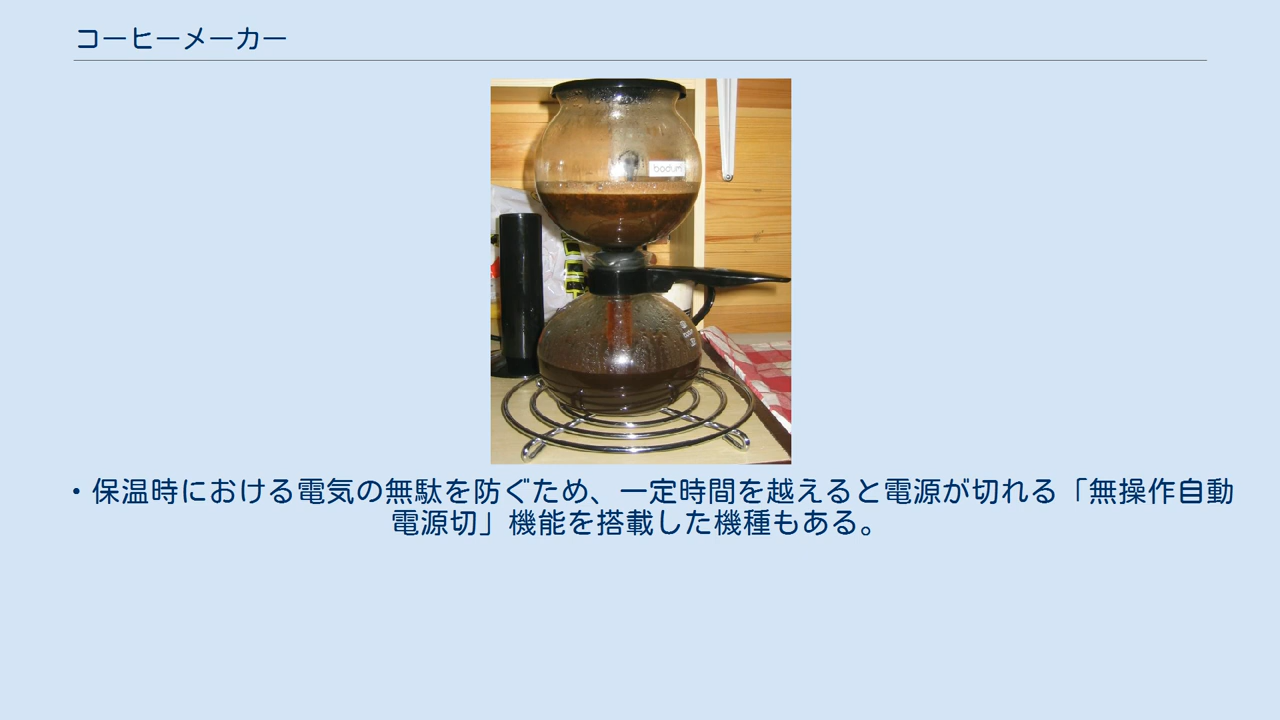 コーヒーメーカー
bodum
・保温時における電気の無駄を防ぐため、一定時間を越えると電源が切れる「無操作自動
電源切」機能を搭載した機種もある。